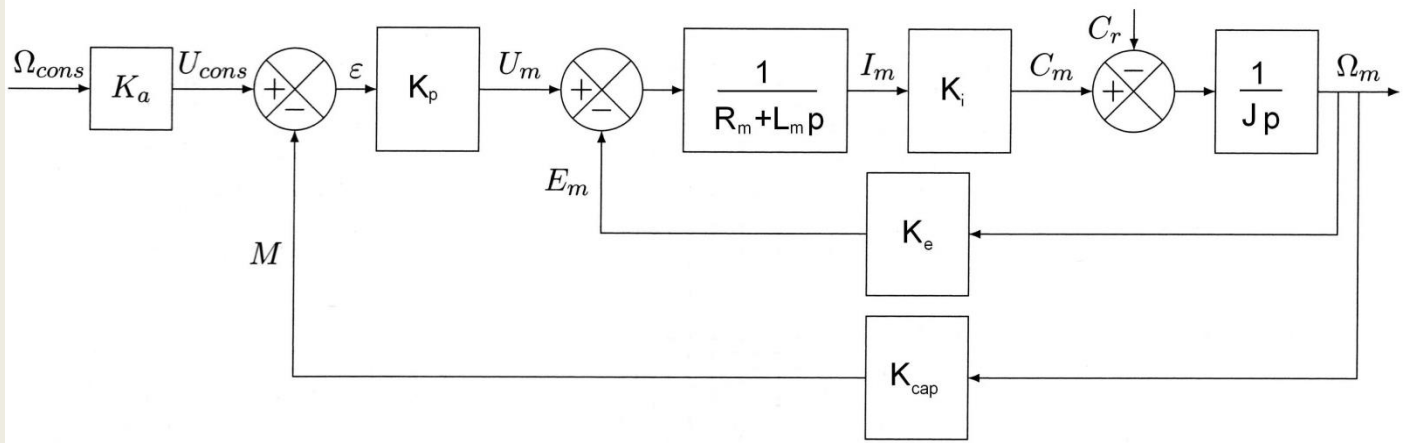 Ω_cons
K_a
U_cons
+
−
ε
K_p
U_m
+
−
1
R_m+L_m p
I_m
K_i
C_m
C_r
−
+
1
J p
Ω_m
E_m
K_e
M
K_cap